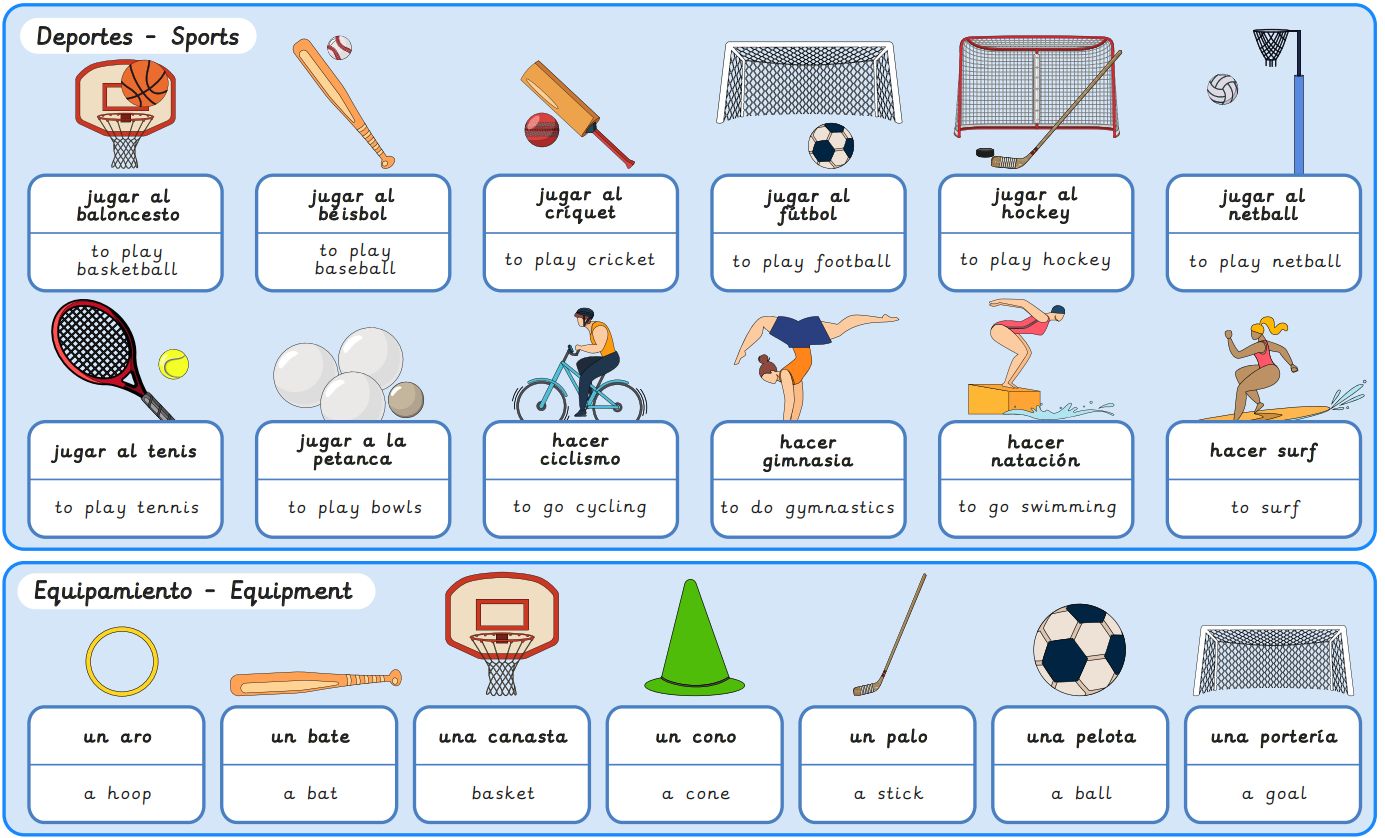 Deportes - Sports
jugar al
baloncesto
to play
basketball
jugar al
béisbol
to play
baseball
jugar al
críquet
to play cricket
jugar al
fútbol
to play football
jugar al
hockey
to play hockey
jugar al
netball
to play netball
jugar al tenis
to play tennis
jugar a la
petanca
to play bowls
hacer
ciclismo
to go cycling
hacer
gimnasia
to do gymnastics
hacer
natación
to go swimming
hacer surf
to surf
Equipamiento - Equipment
un aro
a hoop
un bate
a bat
una canasta
basket
un cono
a cone
un palo
a stick
una pelota
a ball
una portería
a goal